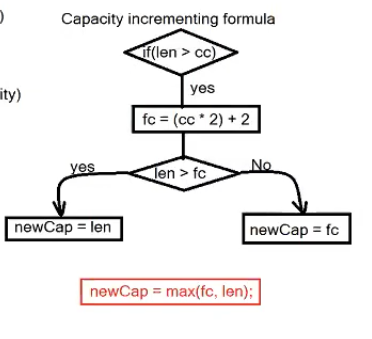 )
Capacity incrementing formula
if(len > cc)
yes
ity)
fc = (cc * 2) + 2
yes
len > fc
No
newCap = len
newCap = fc
newCap = max(fc, len);